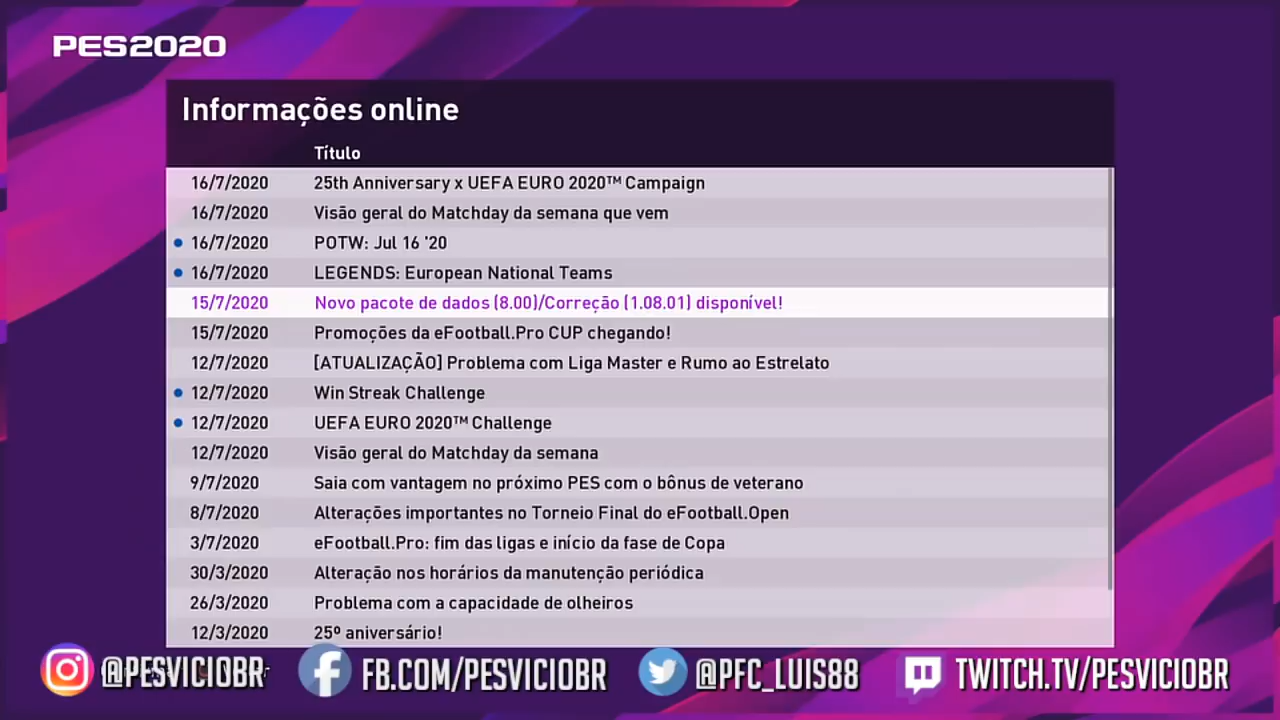 PES2020
Informações online
Título
16/7/2020 25th Anniversary x UEFA EURO 2020™ Campaign
16/7/2020 Visão geral do Matchday da semana que vem
16/7/2020 POTW: Jul 16 '20
16/7/2020 LEGENDS: European National Teams
15/7/2020 Novo pacote de dados (8.00)/Correção (1.08.01) disponível!
15/7/2020 Promoções da eFootball.Pro CUP chegando!
12/7/2020 [ATUALIZAÇÃO] Problema com Liga Master e Rumo ao Estrelato
12/7/2020 Win Streak Challenge
12/7/2020 UEFA EURO 2020™ Challenge
12/7/2020 Visão geral do Matchday da semana
9/7/2020 Saia com vantagem no próximo PES com o bônus de veterano
8/7/2020 Alterações importantes no Torneio Final do eFootball.Open
3/7/2020 eFootball.Pro: fim das ligas e início da fase de Copa
30/3/2020 Alteração nos horários da manutenção periódica
26/3/2020 Problema com a capacidade de olheiros
12/3/2020 25º aniversário!
@PESVICIOBR FB.COM/PESVICIOBR @PFC_LUIS88 TWITCH.TV/PESVICIOBR